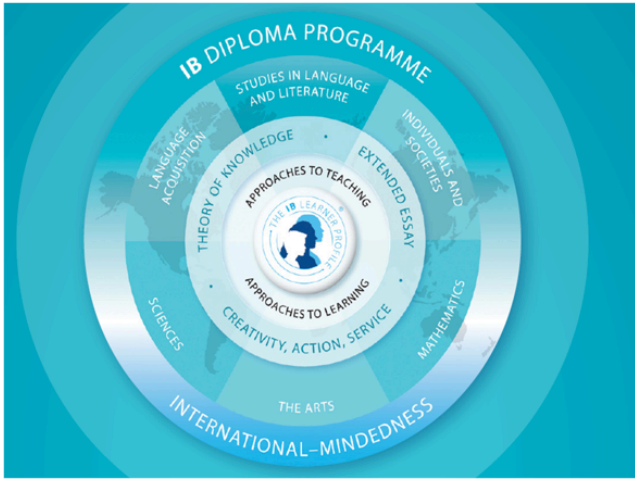 IB DIPLOMA PROGRAMME
STUDIES IN LANGUAGE
AND LITERATURE
LANGUAGE
ACQUISITION
INDIVIDUALS AND
SOCIETIES
THEORY OF KNOWLEDGE
EXTENDED ESSAY
APPROACHES TO TEACHING
THE IB LEARNER PROFILE
®
APPROACHES TO LEARNING
CREATIVITY, ACTION, SERVICE
SCIENCES
MATHEMATICS
THE ARTS
INTERNATIONAL–MINDEDNESS